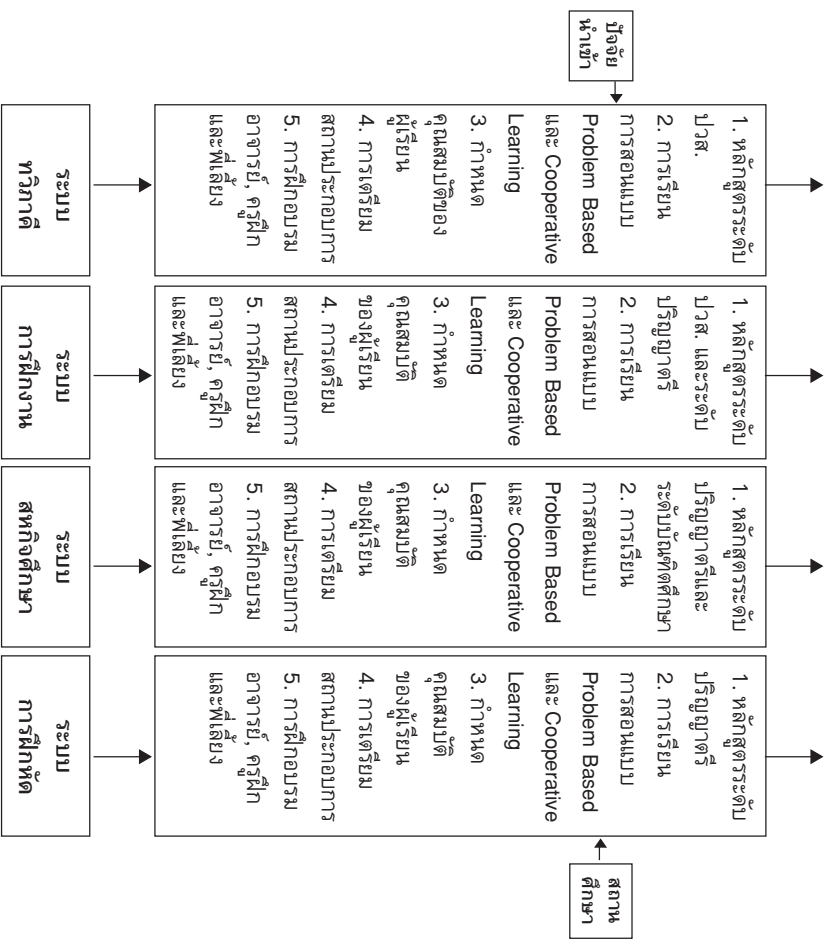 ปัจจัย
นำเข้า
1. หลักสูตรระดับ
ปวส.
2. การเรียน
การสอนแบบ
Problem Based
และ Cooperative
Learning
3. กำหนด
คุณสมบัติของ
ผู้เรียน
4. การเตรียม
สถานประกอบการ
5. การฝึกอบรม
อาจารย์, ครูฝึก
และพี่เลี้ยง
ระบบ
ทวิภาคี
1. หลักสูตรระดับ
ปวส. และระดับ
ปริญญาตรี
2. การเรียน
การสอนแบบ
Problem Based
และ Cooperative
Learning
3. กำหนด
คุณสมบัติ
ของผู้เรียน
4. การเตรียม
สถานประกอบการ
5. การฝึกอบรม
อาจารย์, ครูฝึก
และพี่เลี้ยง
ระบบ
การฝึกงาน
1. หลักสูตรระดับ
ปริญญาตรีและ
ระดับบัณฑิตศึกษา
2. การเรียน
การสอนแบบ
Problem Based
และ Cooperative
Learning
3. กำหนด
คุณสมบัติ
ของผู้เรียน
4. การเตรียม
สถานประกอบการ
5. การฝึกอบรม
อาจารย์, ครูฝึก
และพี่เลี้ยง
ระบบ
สหกิจศึกษา
1. หลักสูตรระดับ
ปริญญาตรี
2. การเรียน
การสอนแบบ
Problem Based
และ Cooperative
Learning
3. กำหนด
คุณสมบัติ
ของผู้เรียน
4. การเตรียม
สถานประกอบการ
5. การฝึกอบรม
อาจารย์, ครูฝึก
และพี่เลี้ยง
ระบบ
การฝึกหัด
สถาน
ศึกษา